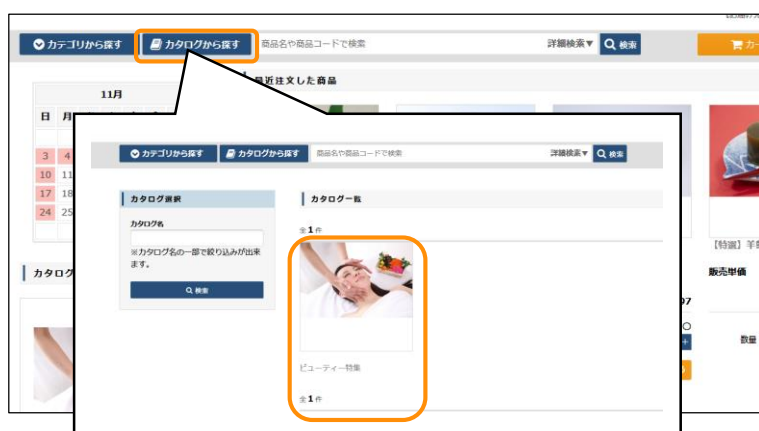 カテゴリから探す カタログから探す 商品名や商品コードで検索 詳細検索▼ 検索
最近注文した商品
11月
日 月
3 4
10 11
17 18
24 25
カタログ
カテゴリから探す カタログから探す 商品名や商品コードで検索 詳細検索▼ 検索
カタログ選択
カタログ名
※カタログ名の一部で絞り込みが出来
ます。
検索
カタログ一覧
全1件
ビューティー特集
全1件
【特選】羊
販売単価
97
数量